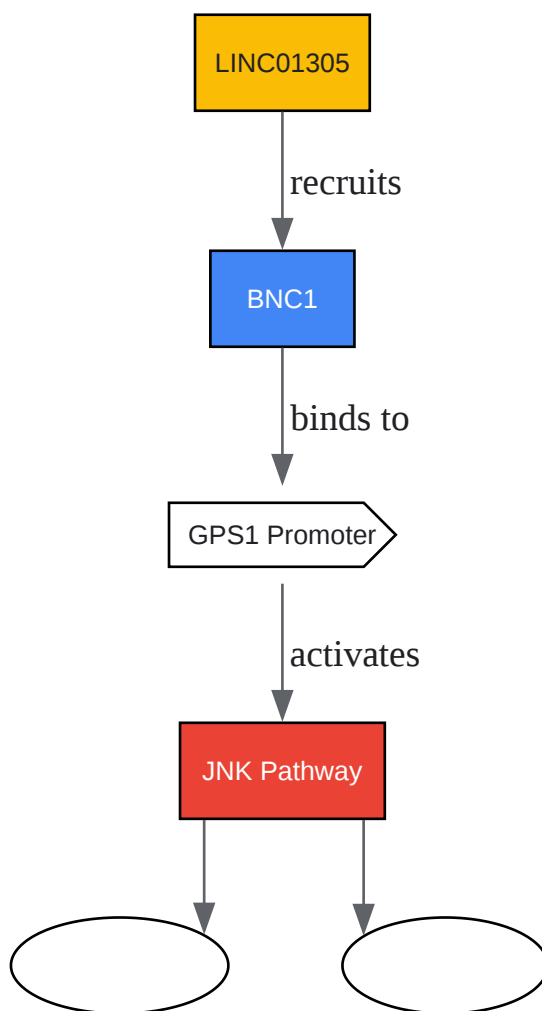 LINC01305
recruits
BNC1
binds to
GPS1 Promoter
activates
JNK Pathway